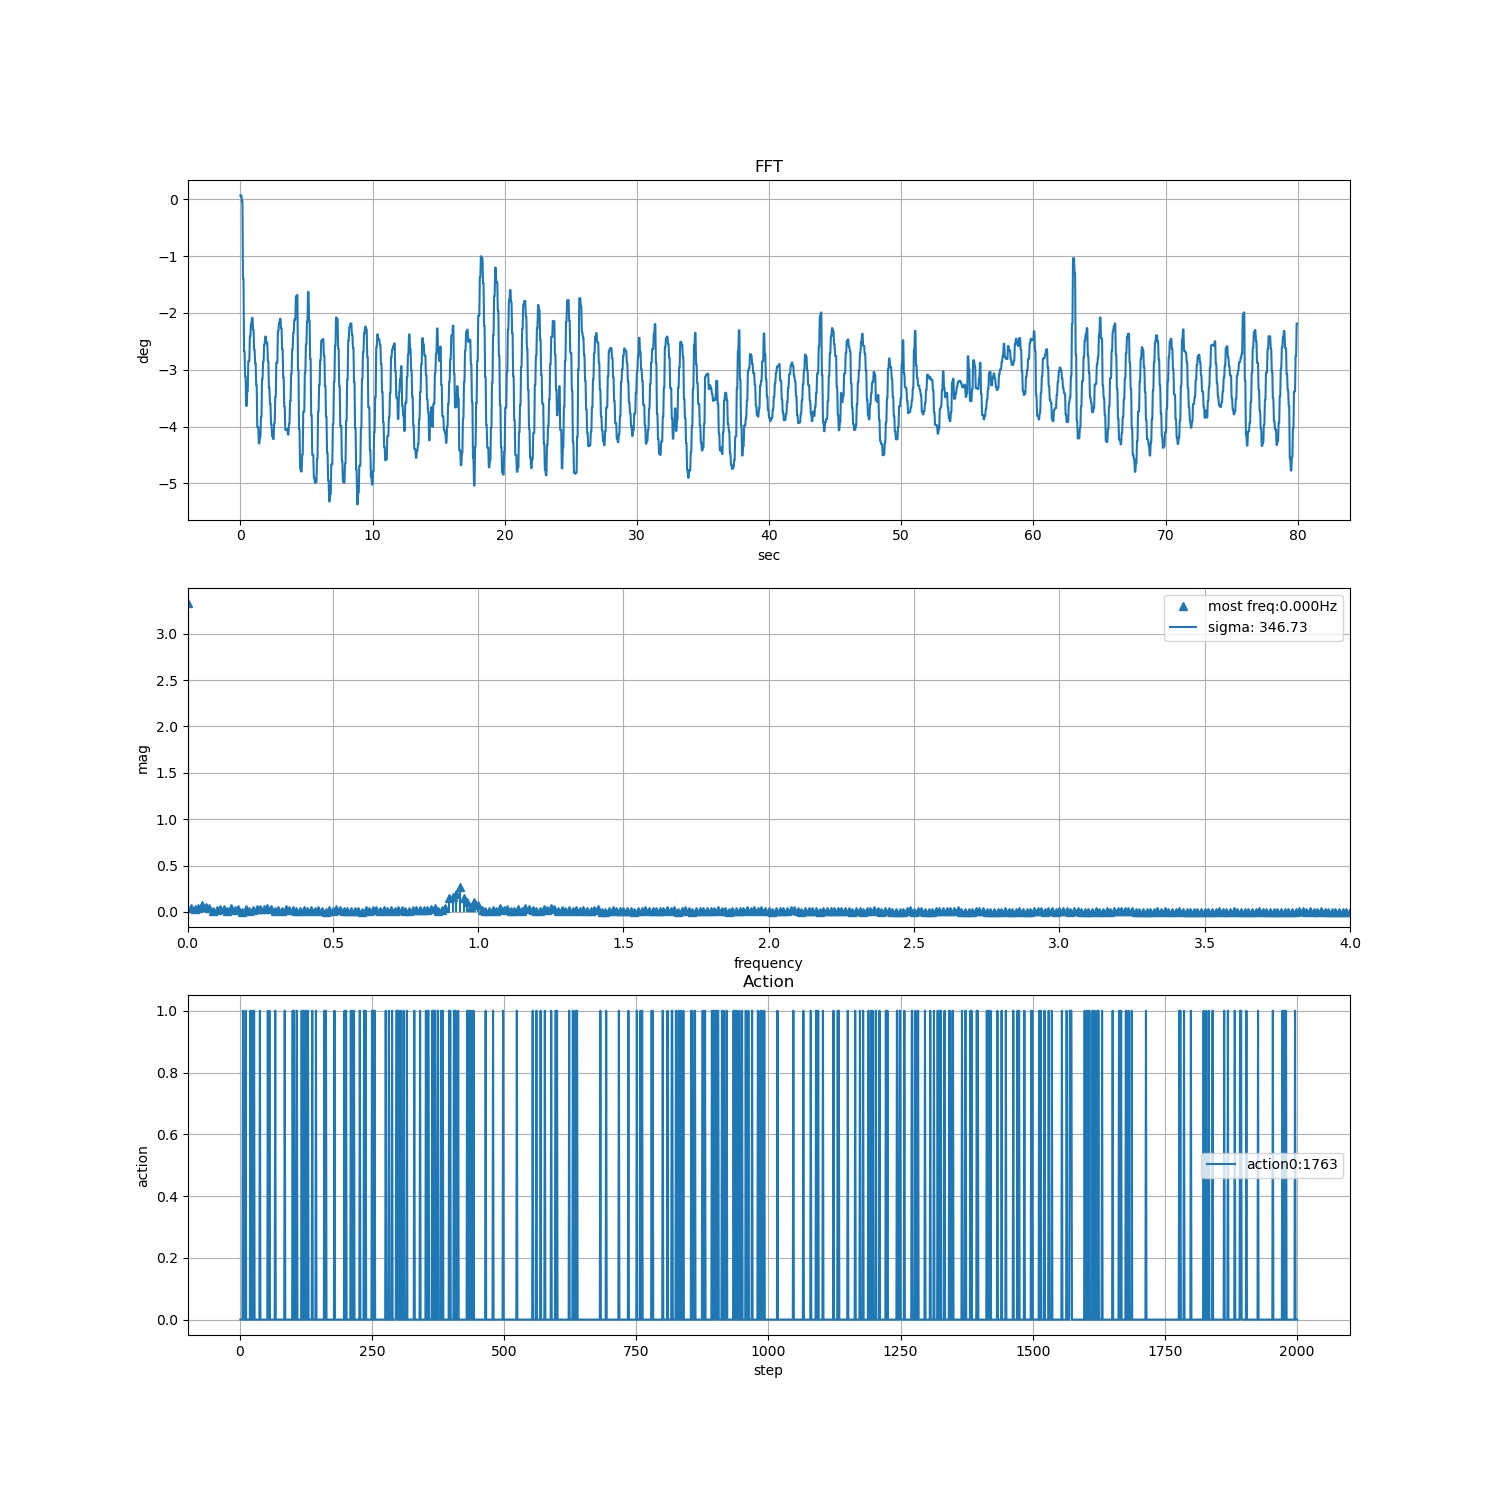 FFT
0
−1
−2
−3
−4
−5
deg
0 10 20 30 40 50 60 70 80
sec
most freq:0.000Hz
sigma: 346.73
3.0
2.5
2.0
1.5
1.0
0.5
0.0
mag
0.0 0.5 1.0 1.5 2.0 2.5 3.0 3.5 4.0
frequency
Action
1.0
0.8
0.6
0.4
0.2
0.0
action
action0:1763
0 250 500 750 1000 1250 1500 1750 2000
step